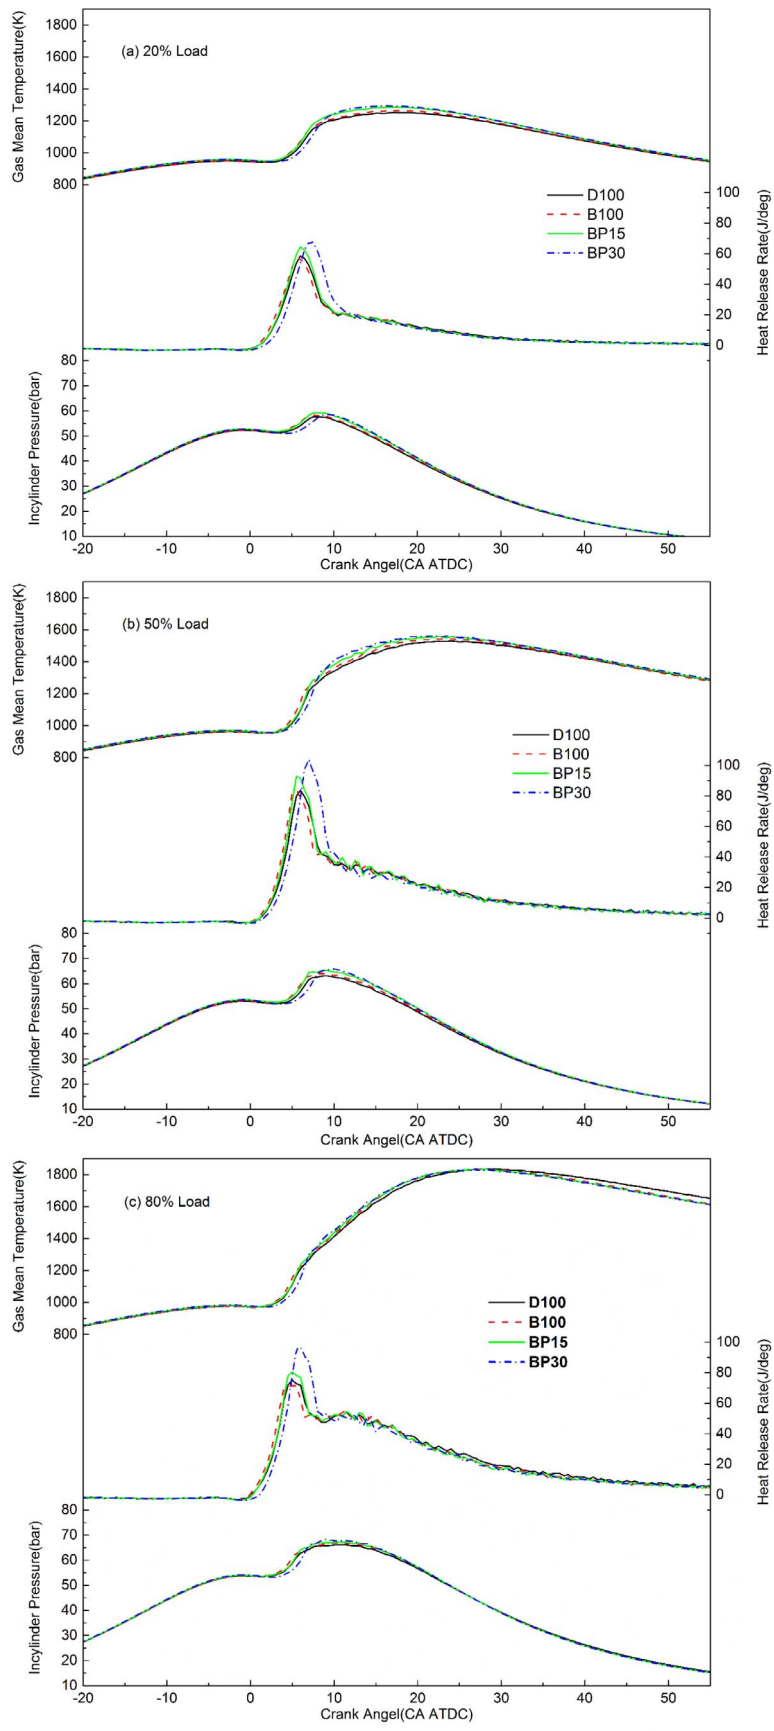 (a) 20% Load
Gas Mean Temperature(K)
1800
1600
1400
1200
1000
800
D100
B100
BP15
BP30
Heat Release Rate(J/deg)
100
80
60
40
20
0
Incylinder Pressure(bar)
80
70
60
50
40
30
20
10
-20 -10 0 10 20 30 40 50
Crank Angel(CA ATDC)
(b) 50% Load
Gas Mean Temperature(K)
1800
1600
1400
1200
1000
800
D100
B100
BP15
BP30
Heat Release Rate(J/deg)
100
80
60
40
20
0
Incylinder Pressure(bar)
80
70
60
50
40
30
20
10
-20 -10 0 10 20 30 40 50
Crank Angel(CA ATDC)
(c) 80% Load
Gas Mean Temperature(K)
1800
1600
1400
1200
1000
800
D100
B100
BP15
BP30
Heat Release Rate(J/deg)
100
80
60
40
20
0
Incylinder Pressure(bar)
80
70
60
50
40
30
20
10
-20 -10 0 10 20 30 40 50
Crank Angel(CA ATDC)